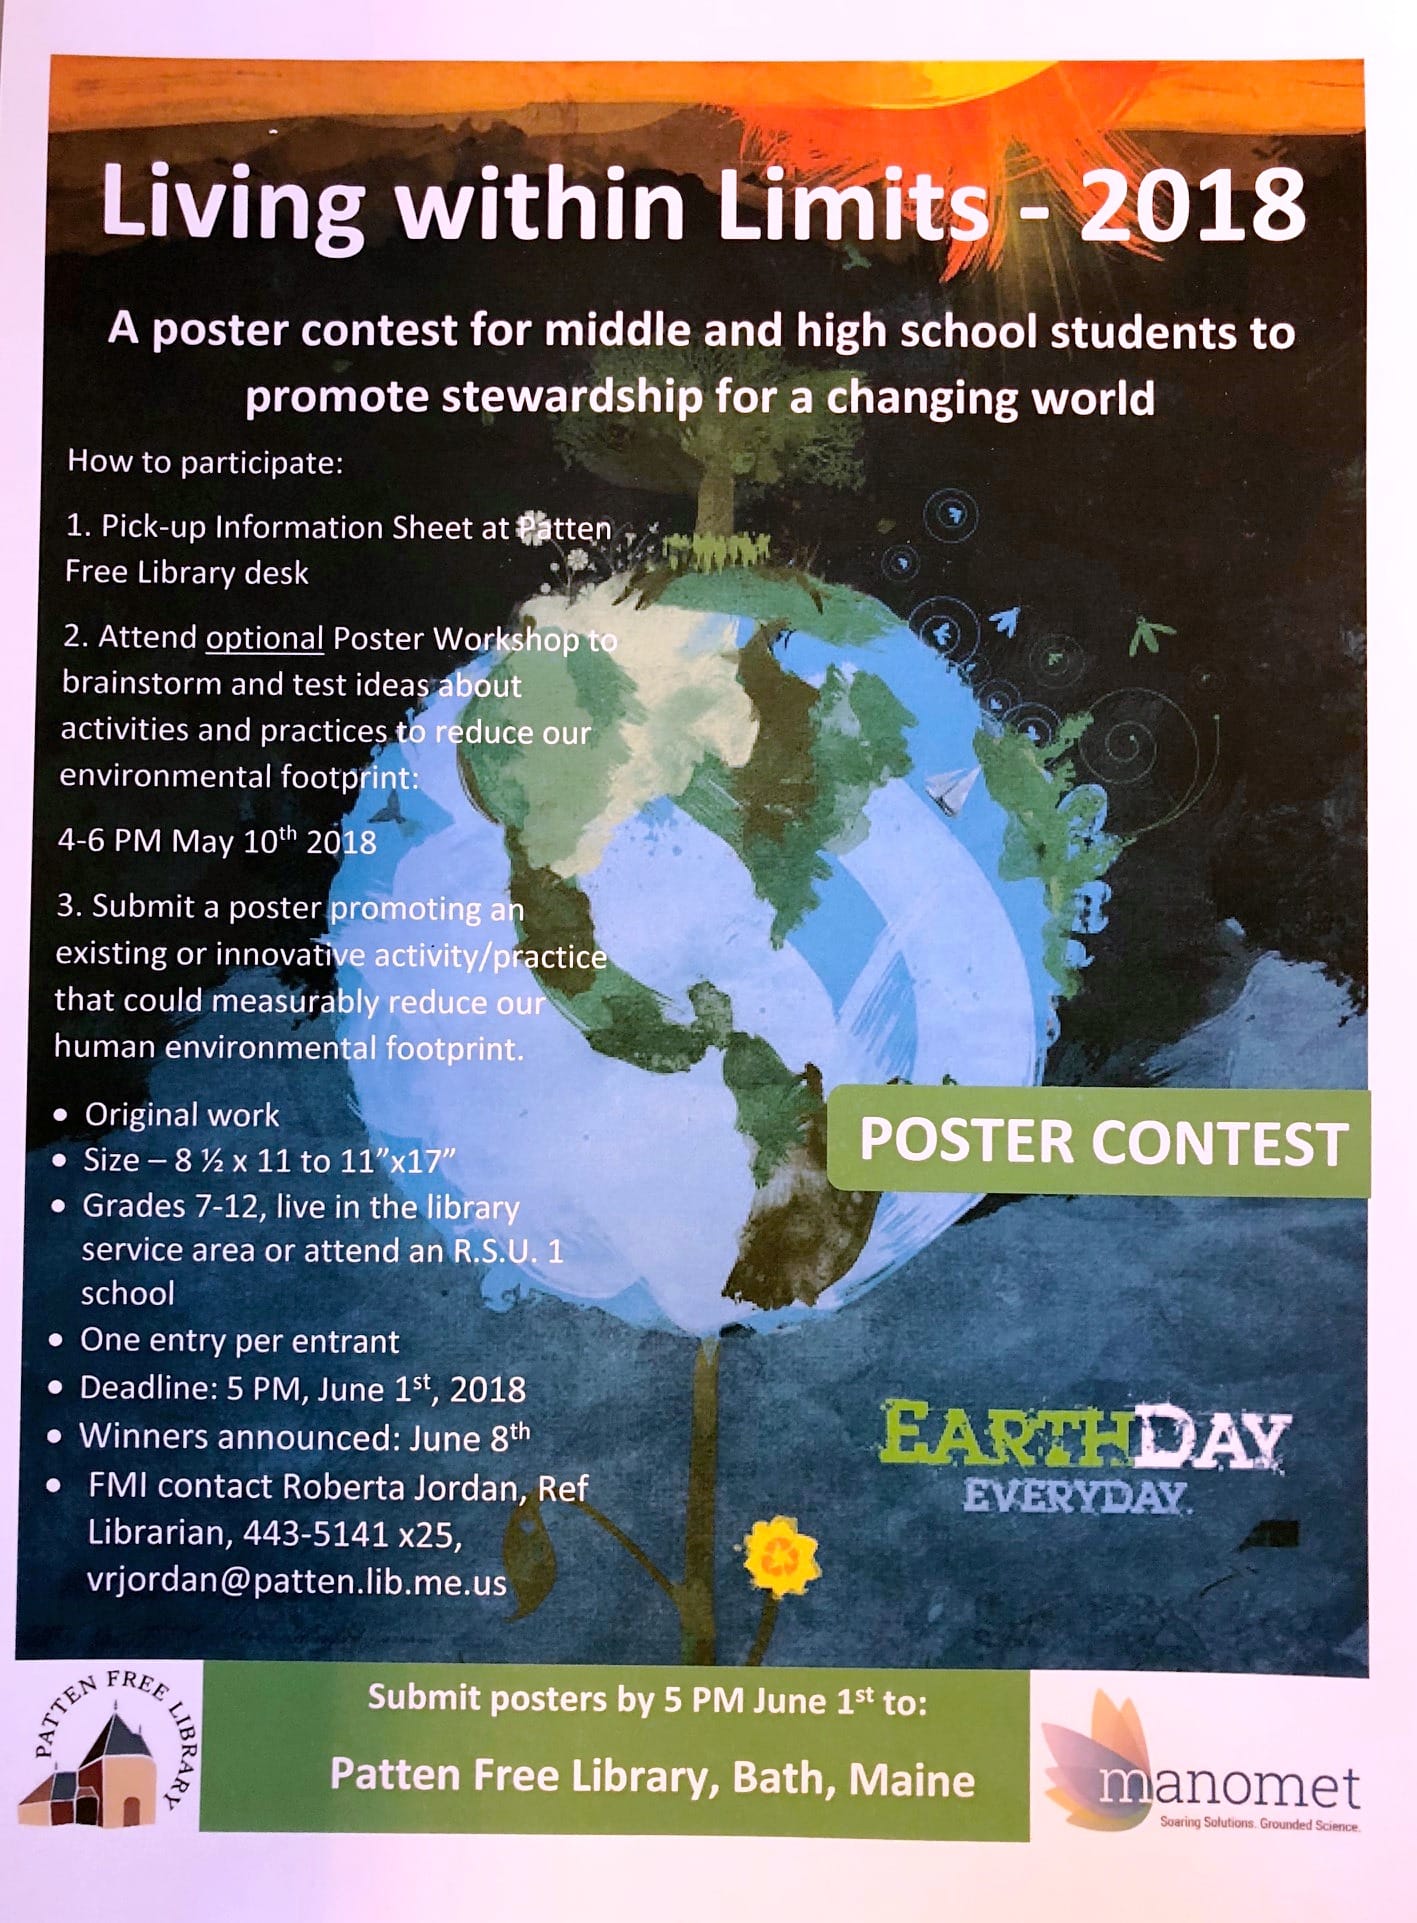 Living within Limits - 2018
A poster contest for middle and high school students to
promote stewardship for a changing world
How to participate:
1. Pick-up Information Sheet at Patten
Free Library desk
2. Attend optional Poster Workshop to
brainstorm and test ideas about
activities and practices to reduce our
environmental footprint:
4-6 PM May 10th 2018
3. Submit a poster promoting an
existing or innovative activity/practice
that could measurably reduce our
human environmental footprint.
• Original work
• Size – 8 ½ x 11 to 11”x17”
• Grades 7-12, live in the library
service area or attend an R.S.U. 1
school
• One entry per entrant
• Deadline: 5 PM, June 1st, 2018
• Winners announced: June 8th
• FMI contact Roberta Jordan, Ref
Librarian, 443-5141 x25,
vrjordan@patten.lib.me.us
POSTER CONTEST
EARTHDAY
EVERYDAY.
PATTEN FREE LIBRARY
Submit posters by 5 PM June 1st to:
Patten Free Library, Bath, Maine
manomet
Soaring Solutions. Grounded Science.